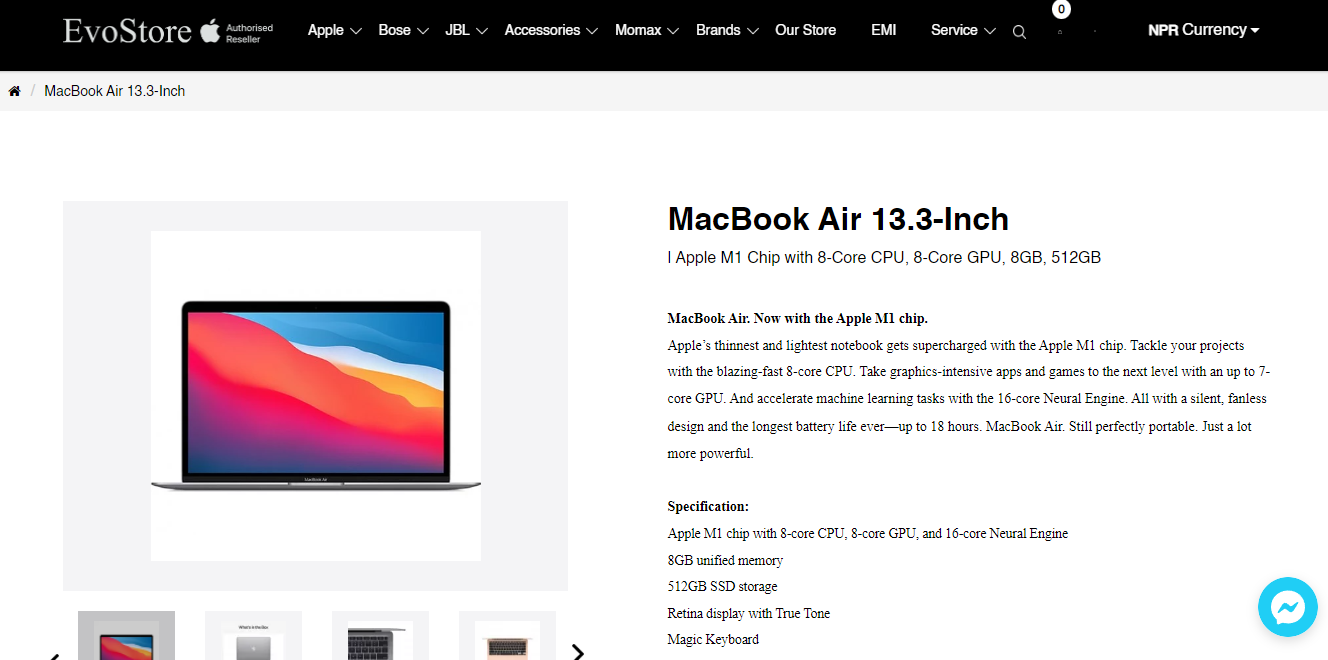 EvoStore Authorised
Reseller
Apple Bose JBL Accessories Momax Brands Our Store EMI Service 0 NPR Currency
/ MacBook Air 13.3-Inch
MacBook Air 13.3-Inch
| Apple M1 Chip with 8-Core CPU, 8-Core GPU, 8GB, 512GB
MacBook Air. Now with the Apple M1 chip.
Apple’s thinnest and lightest notebook gets supercharged with the Apple M1 chip. Tackle your projects
with the blazing-fast 8-core CPU. Take graphics-intensive apps and games to the next level with an up to 7-
core GPU. And accelerate machine learning tasks with the 16-core Neural Engine. All with a silent, fanless
design and the longest battery life ever—up to 18 hours. MacBook Air. Still perfectly portable. Just a lot
more powerful.
Specification:
Apple M1 chip with 8-core CPU, 8-core GPU, and 16-core Neural Engine
8GB unified memory
512GB SSD storage
Retina display with True Tone
Magic Keyboard
MacBook Air
What's in the Box